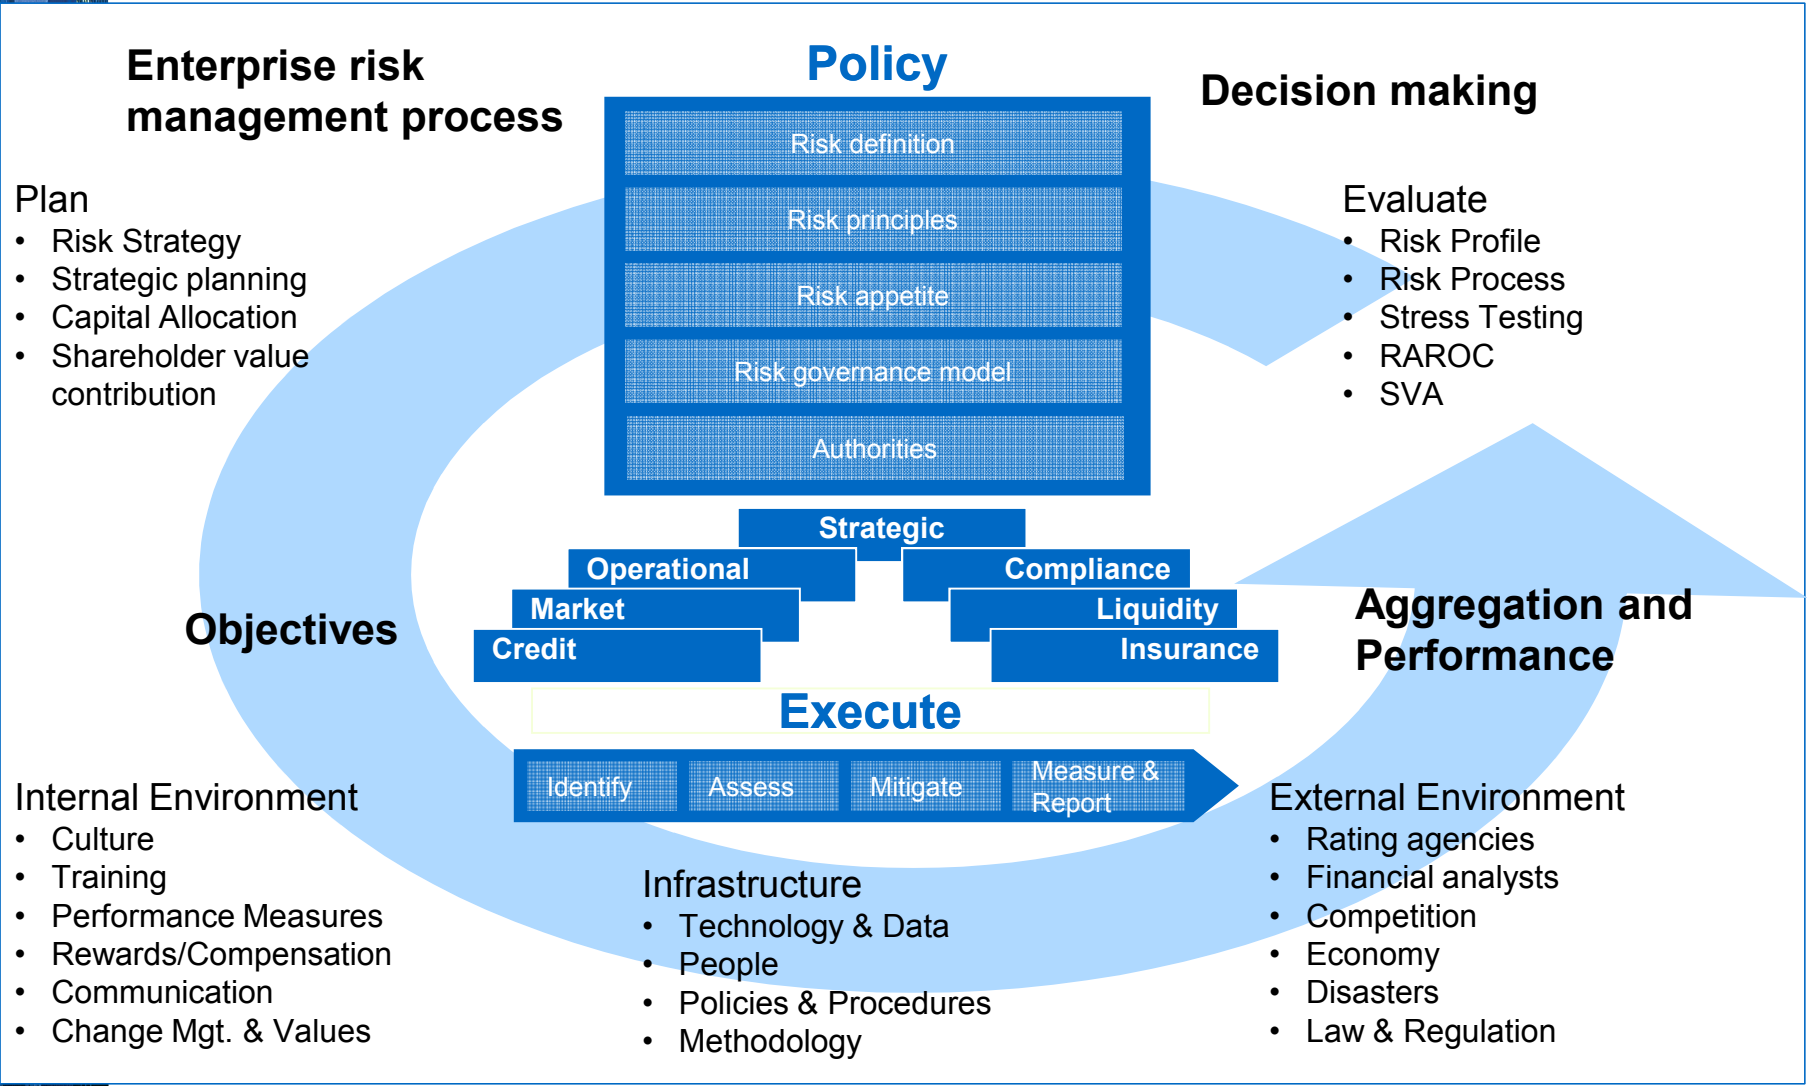 Enterprise risk
management process
Policy
Decision making
Risk definition
Risk principles
Risk appetite
Risk governance model
Authorities
Plan
• Risk Strategy
• Strategic planning
• Capital Allocation
• Shareholder value
contribution
Evaluate
• Risk Profile
• Risk Process
• Stress Testing
• RAROC
• SVA
Strategic
Operational
Compliance
Market
Liquidity
Credit
Insurance
Objectives
Aggregation and
Performance
Execute
Identify
Assess
Mitigate
Measure &
Report
Internal Environment
• Culture
• Training
• Performance Measures
• Rewards/Compensation
• Communication
• Change Mgt. & Values
Infrastructure
• Technology & Data
• People
• Policies & Procedures
• Methodology
External Environment
• Rating agencies
• Financial analysts
• Competition
• Economy
• Disasters
• Law & Regulation